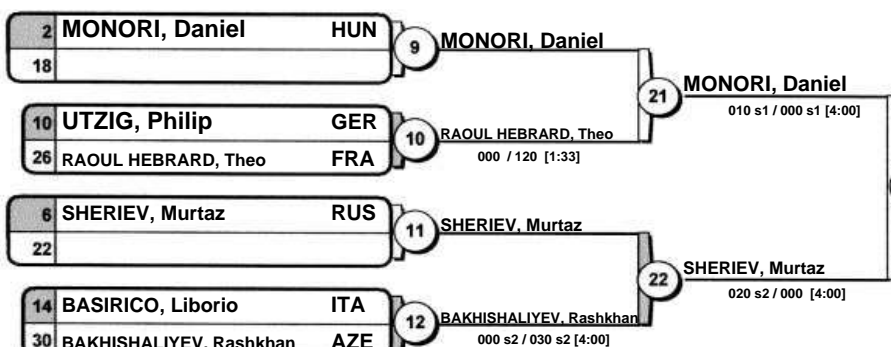 2 MONORI, Daniel HUN
18
9 MONORI, Daniel
10 UTZIG, Philip GER
26 RAOUL HEBRARD, Theo FRA
10 RAOUL HEBRARD, Theo
000 / 120 [1:33]
21 MONORI, Daniel
010 s1 / 000 s1 [4:00]
6 SHERIEV, Murtaz RUS
22
11 SHERIEV, Murtaz
14 BASIRICO, Liborio ITA
30 BAKHISHALIYEV, Rashkhan AZE
12 BAKHISHALIYEV, Rashkhan
000 s2 / 030 s2 [4:00]
22 SHERIEV, Murtaz
020 s2 / 000 [4:00]